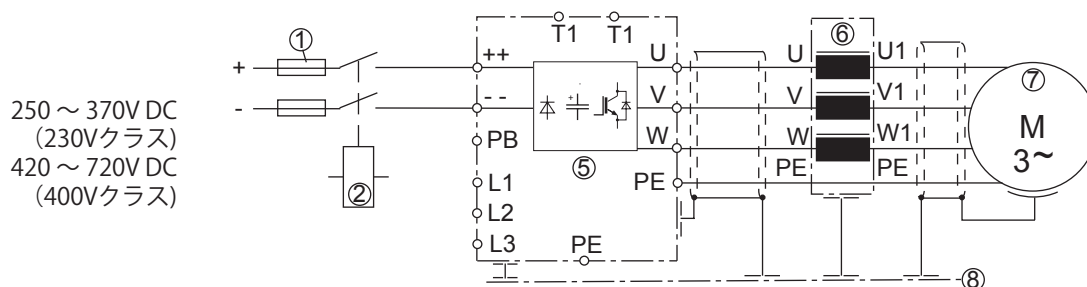 T1 T1
① ++ U U ⑥ U1 ⑦
+
- -- V V V1
250 ～ 370V DC
（230Vクラス）
420 ～ 720V DC
（400Vクラス）
+
PB W W W1 M
3~
② L1 ⑤ PE PE PE
L2
L3 PE
⑧